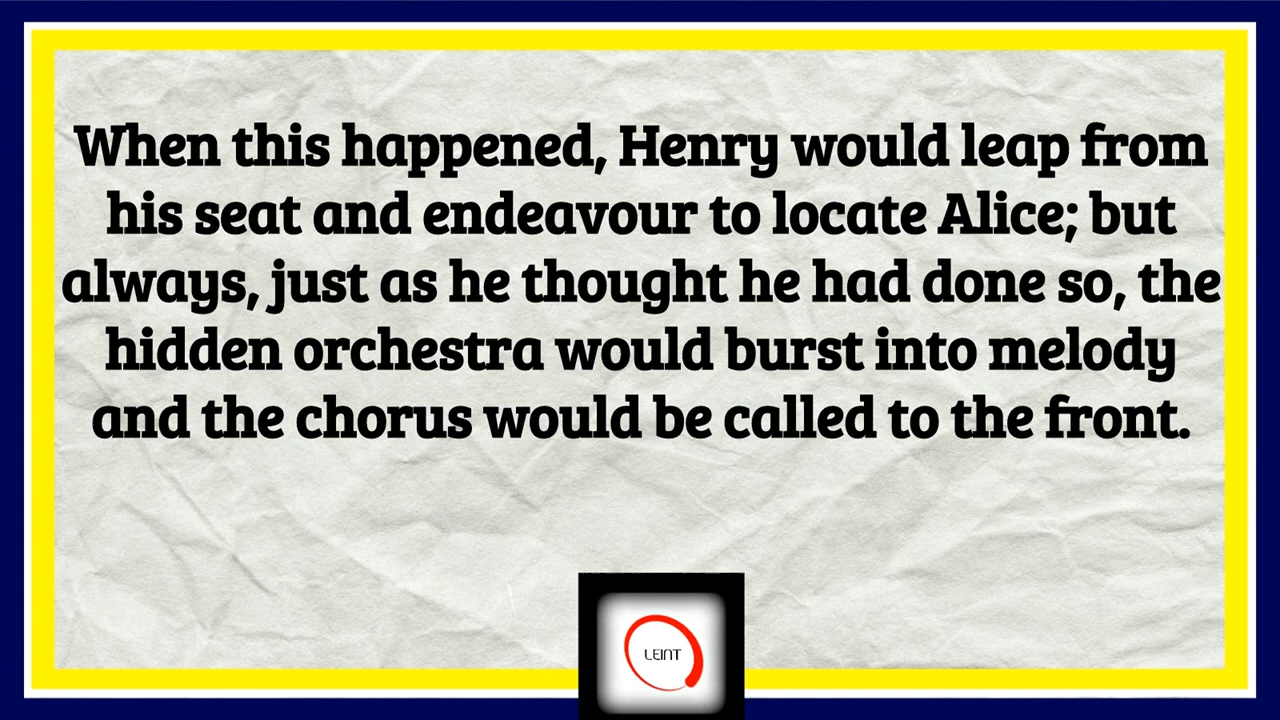 When this happened, Henry would leap from
his seat and endeavour to locate Alice; but
always, just as he thought he had done so, the
hidden orchestra would burst into melody
and the chorus would be called to the front.
LEINT